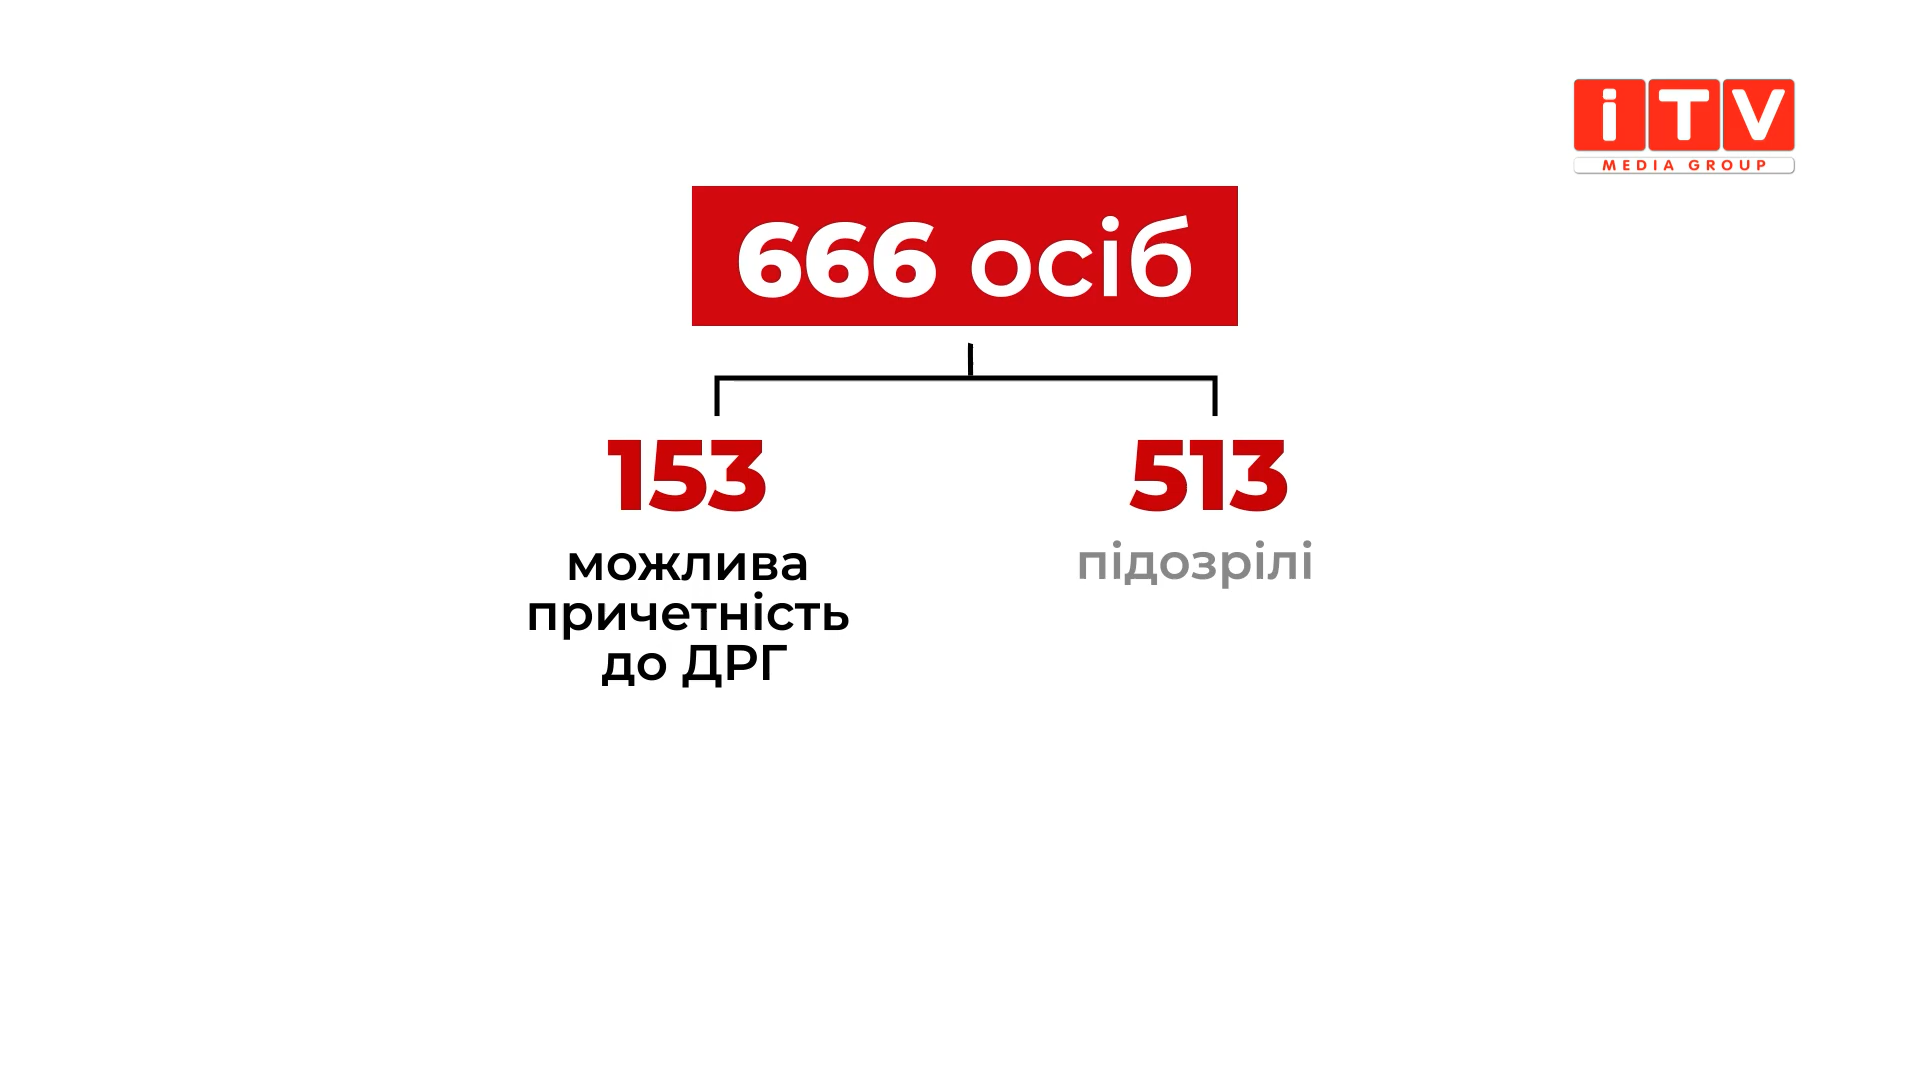 iTV
MEDIA GROUP
666 осіб
153
513
можлива
причетність
до ДРГ
підозрілі